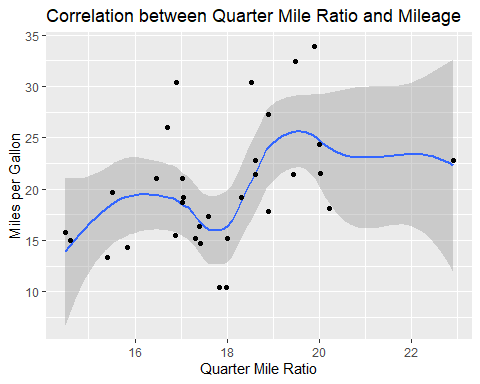 Correlation between Quarter Mile Ratio and Mileage
35
30
25
20
15
10
Miles per Gallon
16 18 20 22
Quarter Mile Ratio